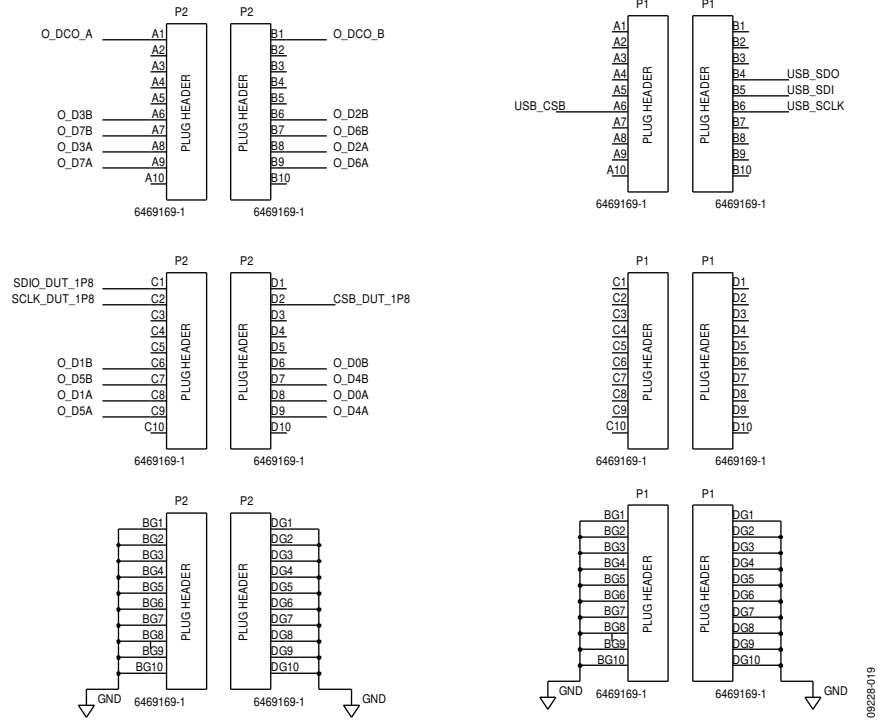 P2
O_DCO_A
A1
A2
A3
A4
A5
O_D3B
A6
O_D7B
A7
O_D3A
A8
O_D7A
A9
A10
PLUG HEADER
6469169-1
P2
B1
O_DCO_B
B2
B3
B4
B5
B6
O_D2B
B7
O_D6B
B8
O_D2A
B9
O_D6A
B10
PLUG HEADER
6469169-1
P1
A1
A2
A3
A4
A5
USB_CSB
A6
A7
A8
A9
A10
PLUG HEADER
6469169-1
P1
B1
B2
B3
B4
USB_SDO
B5
USB_SDI
B6
USB_SCLK
B7
B8
B9
B10
PLUG HEADER
6469169-1
P2
SDIO_DUT_1P8
C1
SCLK_DUT_1P8
C2
C3
C4
C5
O_D1B
C6
O_D5B
C7
O_D1A
C8
O_D5A
C9
C10
PLUG HEADER
6469169-1
P2
D1
D2
CSB_DUT_1P8
D3
D4
D5
D6
O_D0B
D7
O_D4B
D8
O_D0A
D9
O_D4A
D10
PLUG HEADER
6469169-1
P1
C1
C2
C3
C4
C5
C6
C7
C8
C9
C10
PLUG HEADER
6469169-1
P1
D1
D2
D3
D4
D5
D6
D7
D8
D9
D10
PLUG HEADER
6469169-1
P2
BG1
BG2
BG3
BG4
BG5
BG6
BG7
BG8
BG9
BG10
PLUG HEADER
GND
6469169-1
P2
DG1
DG2
DG3
DG4
DG5
DG6
DG7
DG8
DG9
DG10
PLUG HEADER
6469169-1
GND
P1
BG1
BG2
BG3
BG4
BG5
BG6
BG7
BG8
BG9
BG10
PLUG HEADER
GND
6469169-1
P1
DG1
DG2
DG3
DG4
DG5
DG6
DG7
DG8
DG9
DG10
PLUG HEADER
6469169-1
GND
09228-019